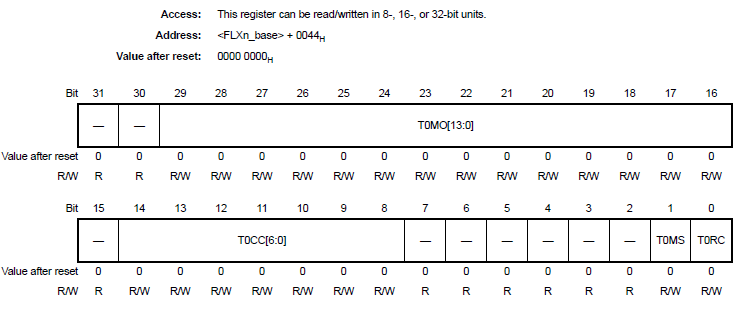 Access: This register can be read/written in 8-, 16-, or 32-bit units.
Address: <FLXn_base> + 0044H
Value after reset: 0000 0000H
Bit 31 30 29 28 27 26 25 24 23 22 21 20 19 18 17 16
— — T0MO[13:0]
Value after reset 0 0 0 0 0 0 0 0 0 0 0 0 0 0 0 0
R/W R R R/W R/W R/W R/W R/W R/W R/W R/W R/W R/W R/W R/W R/W R/W
Bit 15 14 13 12 11 10 9 8 7 6 5 4 3 2 1 0
— T0CC[6:0] — — — — — — T0MS T0RC
Value after reset 0 0 0 0 0 0 0 0 0 0 0 0 0 0 0 0
R/W R R/W R/W R/W R/W R/W R/W R/W R R R R R R R/W R/W